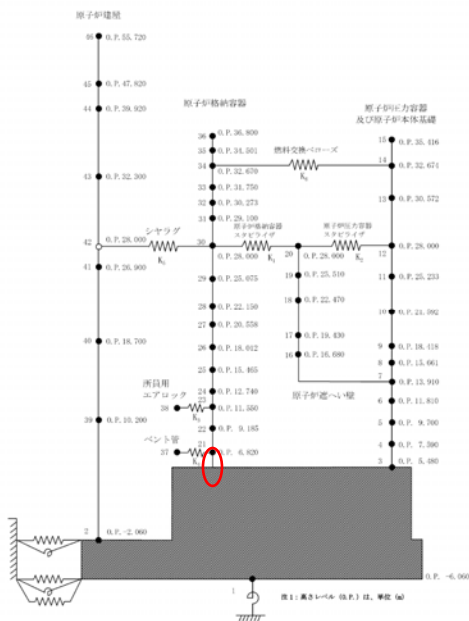 原子炉建屋
46 O.P.55.720
45 O.P.47.820
44 O.P.39.920
43 O.P.32.300
42 O.P.28.000
41 O.P.26.900
40 O.P.18.700
39 O.P.10.200
2 O.P.-2.060
シヤラグ
K₅
原子炉格納容器
36 O.P.36.800
35 O.P.34.501
34 O.P.32.670
33 O.P.31.750
32 O.P.30.273
31 O.P.29.100
30 O.P.28.000
29 O.P.25.075
28 O.P.22.150
27 O.P.20.558
26 O.P.18.012
25 O.P.15.465
24 O.P.12.740
23 O.P.11.550
22 O.P. 9.185
21 O.P. 6.820
所員用
エアロック
38
ベント管
37
燃料交換ベローズ
原子炉格納容器
スタビライザ
原子炉圧力容器
スタビライザ
20 O.P.28.000
19 O.P.25.510
18 O.P.22.470
17 O.P.19.430
16 O.P.16.680
原子炉遮へい壁
原子炉圧力容器
及び原子炉本体基礎
15 O.P.35.416
14 O.P.32.674
13 O.P.30.572
12 O.P.28.000
11 O.P.25.233
10
9 O.P.18.418
8 O.P.15.661
7 O.P.13.910
6 O.P.11.810
5 O.P. 9.700
4 O.P. 7.390
3 O.P. 5.480
O.P. -6.060
1
注1:高さレベル(O.P.)は、単位(m)